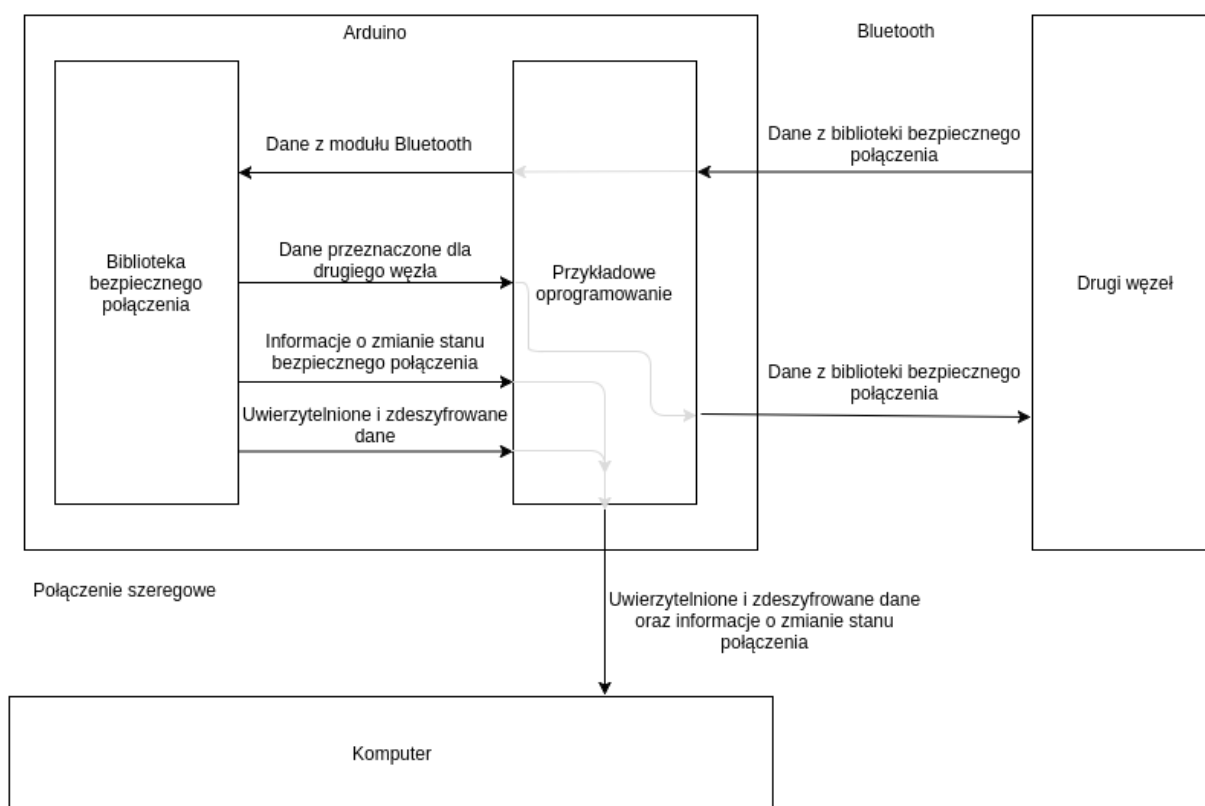 Arduino
Bluetooth
Dane z modułu Bluetooth
Dane z biblioteki bezpiecznego
połączenia
Biblioteka
bezpiecznego
połączenia
Dane przeznaczone dla
drugiego węzła
Przykładowe
oprogramowanie
Drugi węzeł
Informacje o zmianie stanu
bezpiecznego połączenia
Dane z biblioteki bezpiecznego
połączenia
Uwierzytelnione i zdeszyfrowane
dane
Połączenie szeregowe
Uwierzytelnione i zdeszyfrowane dane
oraz informacje o zmianie stanu
połączenia
Komputer